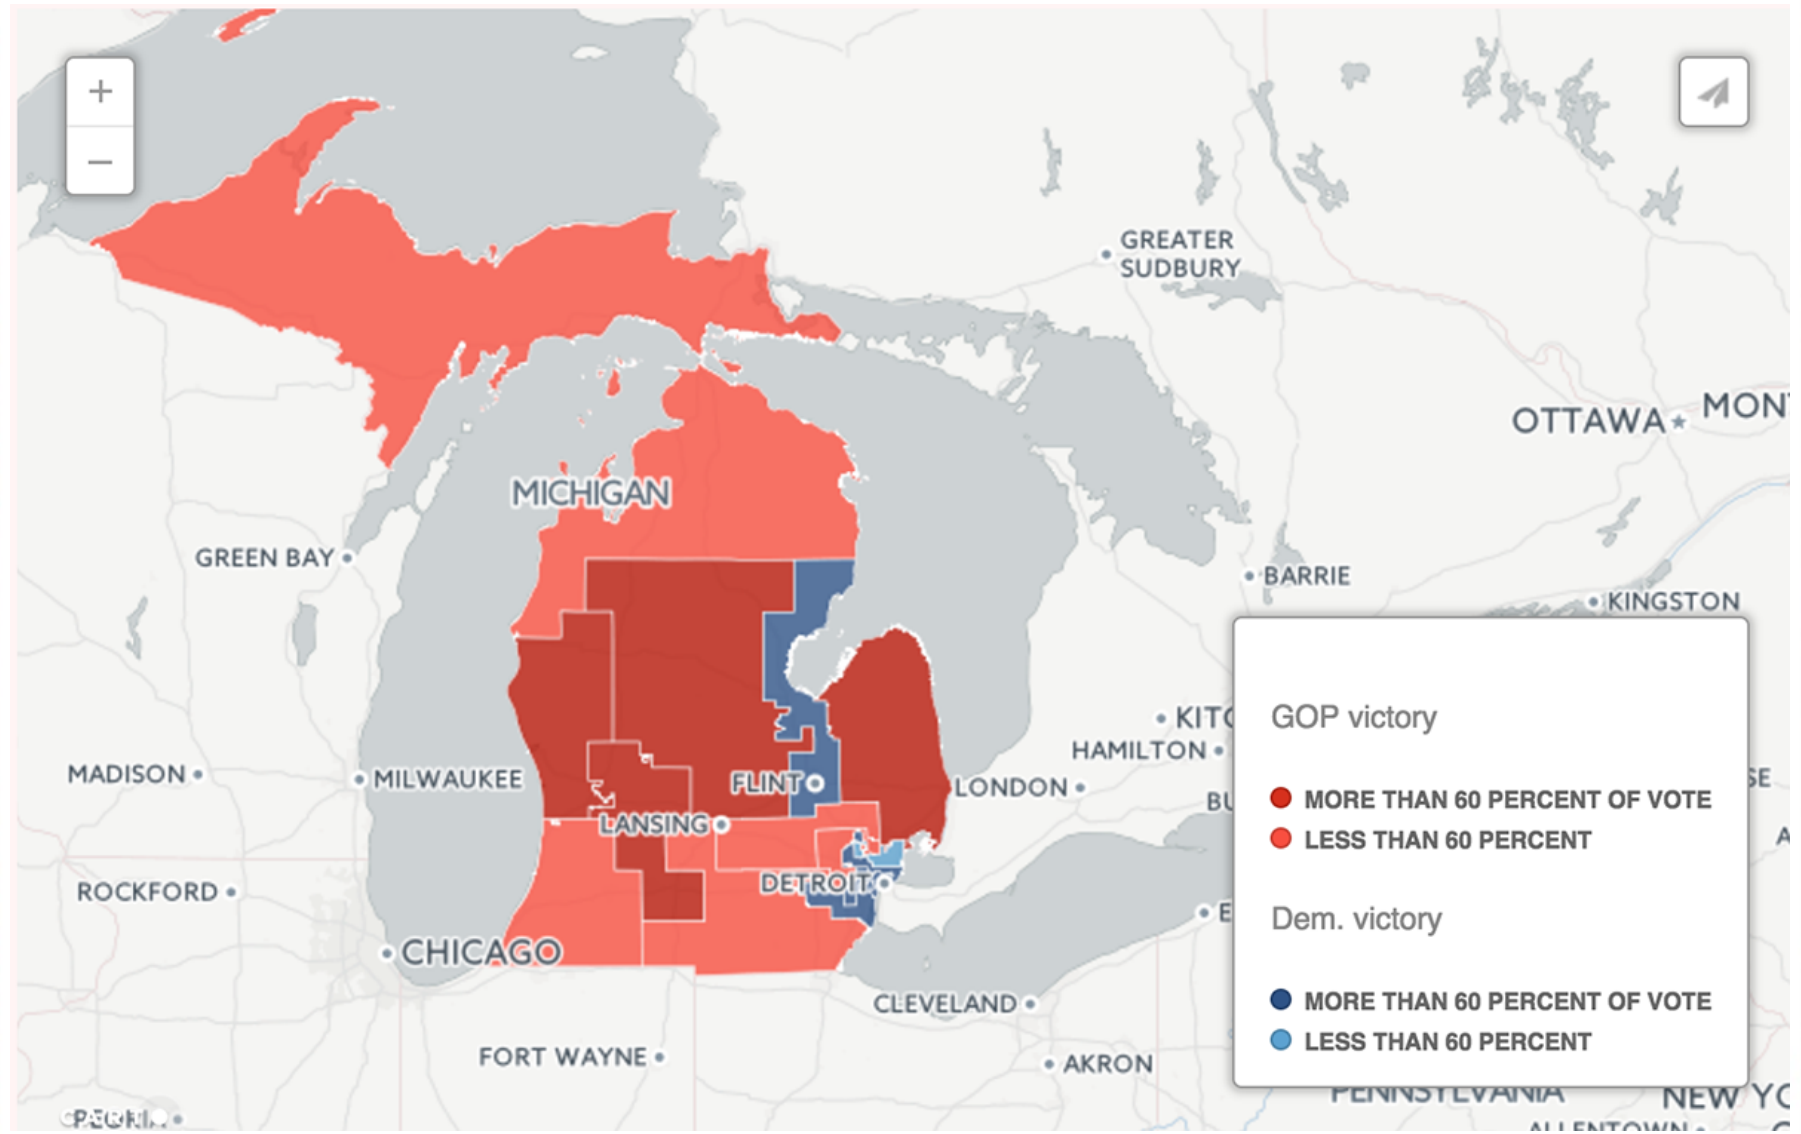 +
−
GREATER
SUDBURY
OTTAWA
MICHIGAN
GREEN BAY
BARRIE
KINGSTON
HAMILTON
MADISON
MILWAUKEE
FLINT
LONDON
LANSING
DETROIT
ROCKFORD
CHICAGO
CLEVELAND
FORT WAYNE
AKRON
GOP victory
MORE THAN 60 PERCENT OF VOTE
LESS THAN 60 PERCENT
Dem. victory
MORE THAN 60 PERCENT OF VOTE
LESS THAN 60 PERCENT
PENNSYLVANIA
NEW YO
ALLENTOWN